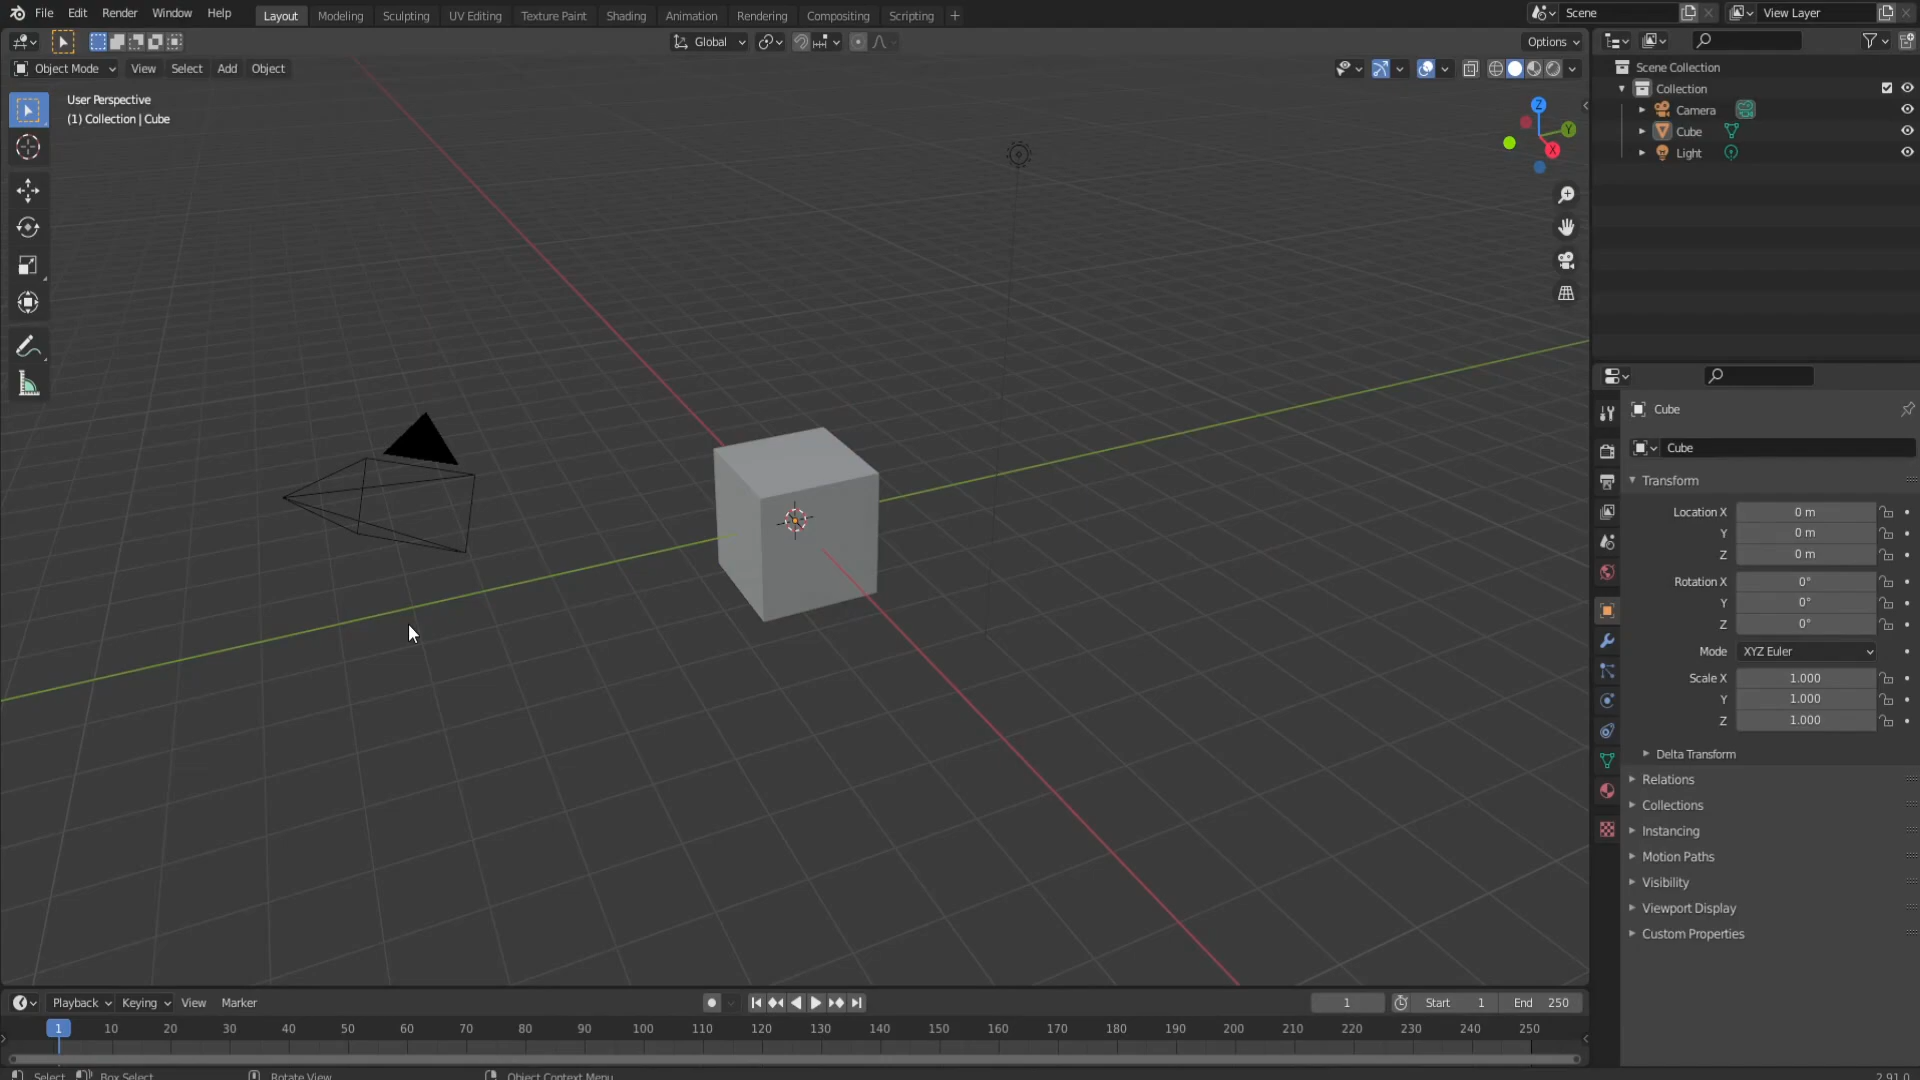 File Edit Render Window Help Layout Modeling Sculpting UV Editing Texture Paint Shading Animation Rendering Compositing Scripting + Scene View Layer
Global Options
Object Mode View Select Add Object
User Perspective
(1) Collection | Cube
Z
Y
X
Scene Collection
Collection
Camera
Cube
Light
Cube
Cube
Transform
Location X 0 m
Y 0 m
Z 0 m
Rotation X 0°
Y 0°
Z 0°
Mode XYZ Euler
Scale X 1.000
Y 1.000
Z 1.000
Delta Transform
Relations
Collections
Instancing
Motion Paths
Visibility
Viewport Display
Custom Properties
Playback Keying View Marker 1 Start 1 End 250
1 10 20 30 40 50 60 70 80 90 100 110 120 130 140 150 160 170 180 190 200 210 220 230 240 250
Select Box Select Rotate View Object Context Menu 2.91.0